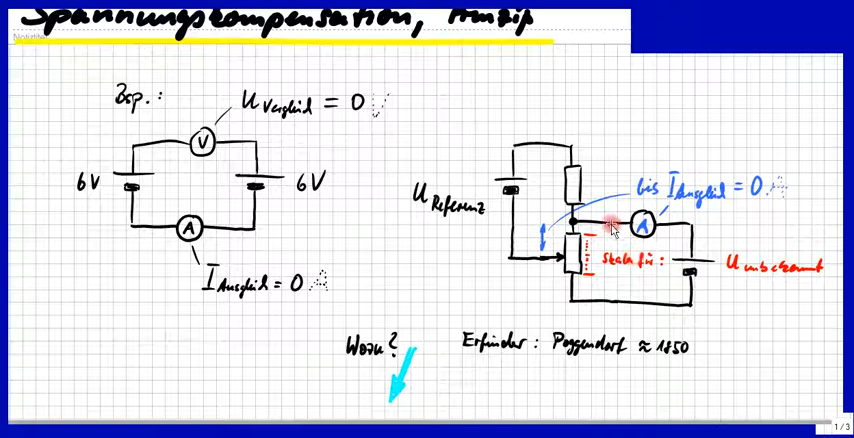 Spannungskompensation, Prinzip
Notiztitel
Bsp.:
U Vergleich = 0 V
V
6V
6V
A
I Ausgleich = 0 A
U Referenz
bis I Ausgleich = 0 A
A
Skala für:
U unbekannt
Wozu?
Erfinder: Poggendorf ≈ 1850
1/3